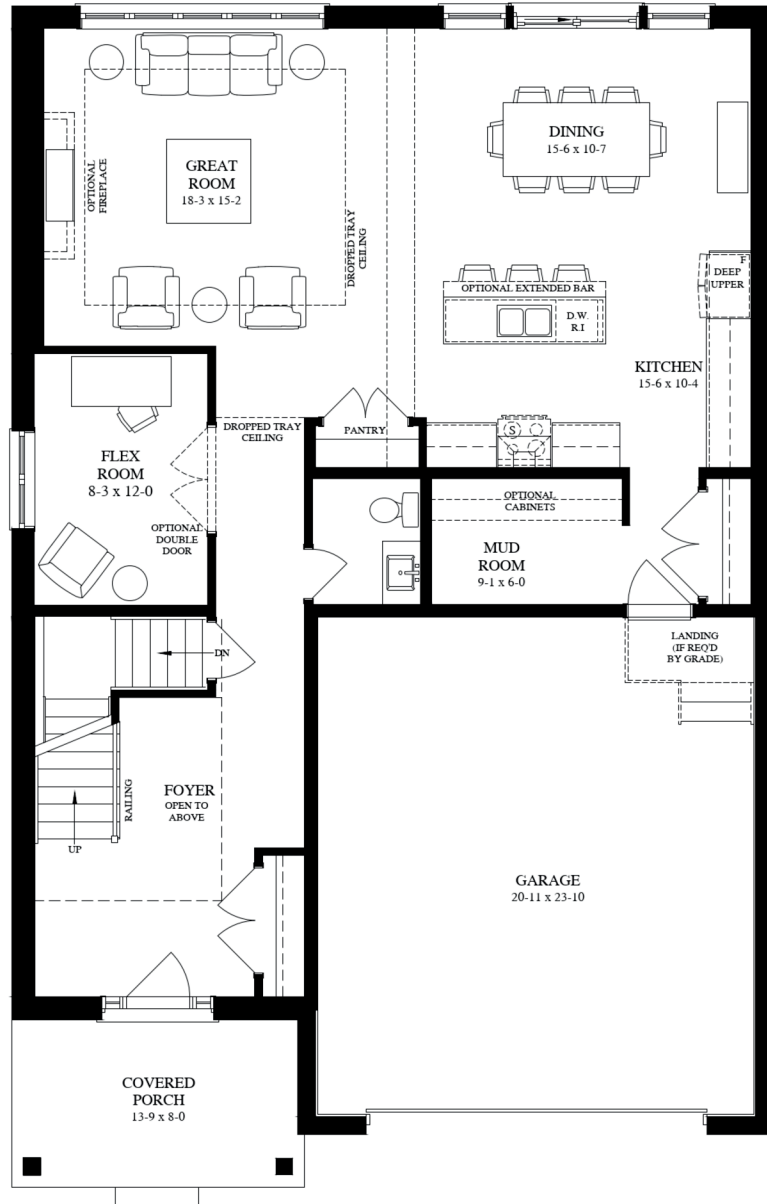 GREAT
ROOM
18-3 x 15-2
OPTIONAL
FIREPLACE
DROPPED TRAY
CEILING
DINING
15-6 x 10-7
F
DEEP
UPPER
OPTIONAL EXTENDED BAR
D.W.
R.I
KITCHEN
15-6 x 10-4
S
PANTRY
DROPPED TRAY
CEILING
FLEX
ROOM
8-3 x 12-0
OPTIONAL
DOUBLE
DOOR
OPTIONAL
CABINETS
MUD
ROOM
9-1 x 6-0
LANDING
(IF REQ'D
BY GRADE)
DN
RAILING
UP
FOYER
OPEN TO
ABOVE
GARAGE
20-11 x 23-10
COVERED
PORCH
13-9 x 8-0